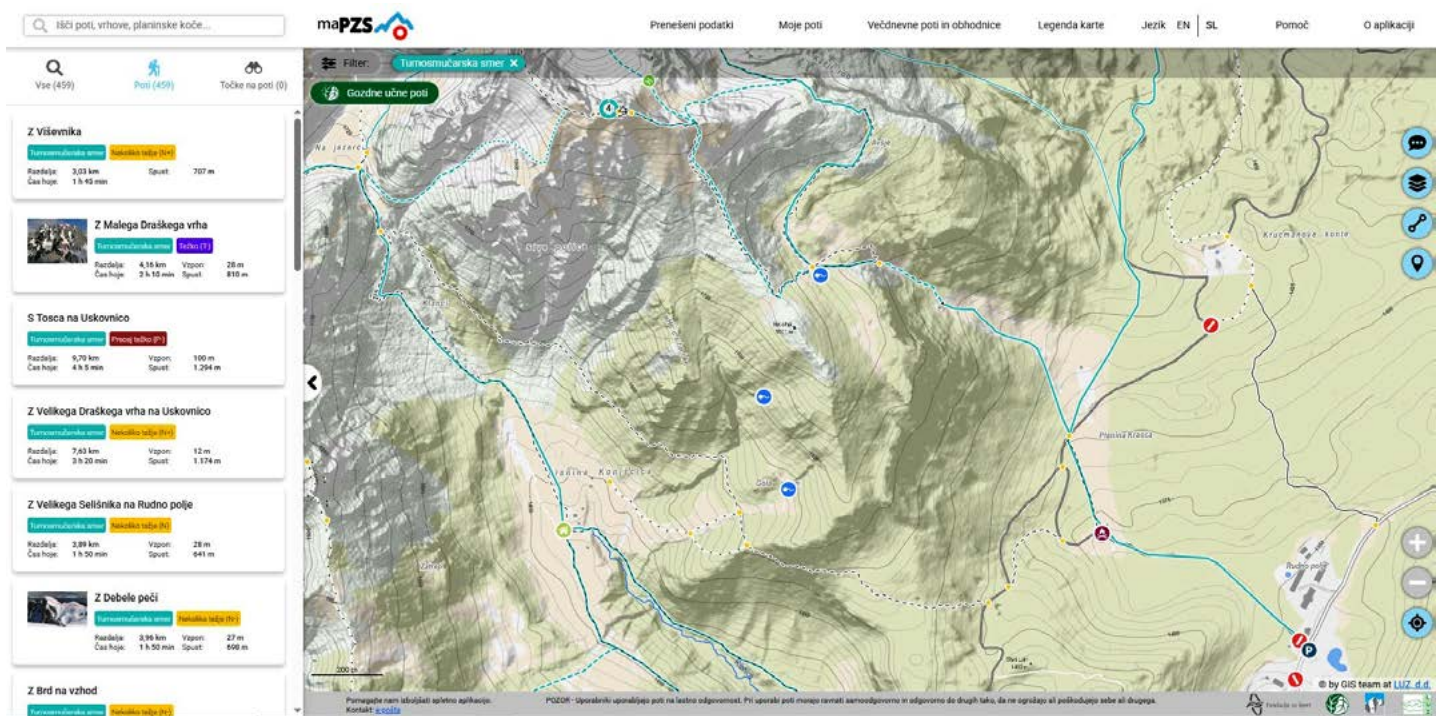 Išči poti, vrhove, planinske koče...
maPZS
Prenešeni podatki
Moje poti
Večdnevne poti in obhodnice
Legenda karte
Jezik EN SL
Pomoč
O aplikaciji
Vse (459)
Poti (459)
Točke na poti (0)
Filter:
Turnosmučarska smer ×
Gozdne učne poti
Z Viševnika
Turnosmučarska smer Nekoliko težje (N+)
Razdalja: 3,03 km Spust: 707 m
Čas hoje: 1 h 45 min
Z Malega Draškega vrha
Turnosmučarska smer Težko (T-)
Razdalja: 4,16 km Vzpon: 28 m
Čas hoje: 2 h 10 min Spust: 810 m
S Tosca na Uskovnico
Turnosmučarska smer Precej težko (P-)
Razdalja: 9,70 km Vzpon: 100 m
Čas hoje: 4 h 5 min Spust: 1.294 m
Z Velikega Draškega vrha na Uskovnico
Turnosmučarska smer Nekoliko težje (N+)
Razdalja: 7,63 km Vzpon: 12 m
Čas hoje: 3 h 20 min Spust: 1.174 m
Z Velikega Selišnika na Rudno polje
Turnosmučarska smer Nekoliko težje (N)
Razdalja: 3,89 km Vzpon: 28 m
Čas hoje: 1 h 50 min Spust: 641 m
Z Debele peči
Turnosmučarska smer Nekoliko težje (N-)
Razdalja: 3,96 km Vzpon: 27 m
Čas hoje: 1 h 50 min Spust: 698 m
Z Brd na vzhod
Turnosmučarska smer Nekoliko težje (N-)
Na jezercu
4
Krucmanove konte
Planina Konjščica
Rudno polje
P
200 m
© by GIS team at LUZ, d.d.
Pomagajte nam izboljšati spletno aplikacijo.
Kontakt: e-pošta
POZOR - Uporabniki uporabljajo poti na lastno odgovornost. Pri uporabi poti morajo ravnati samoodgovorno in odgovorno do drugih tako, da ne ogrožajo ali poškodujejo sebe ali drugega.